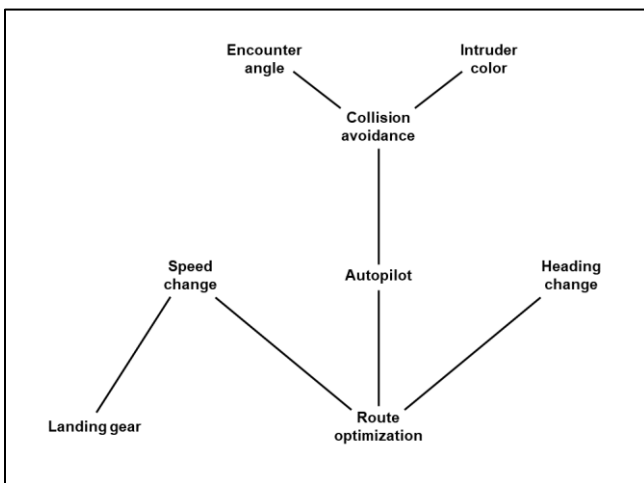 Encounter
angle
Intruder
color
Collision
avoidance
Speed
change
Autopilot
Heading
change
Landing gear
Route
optimization